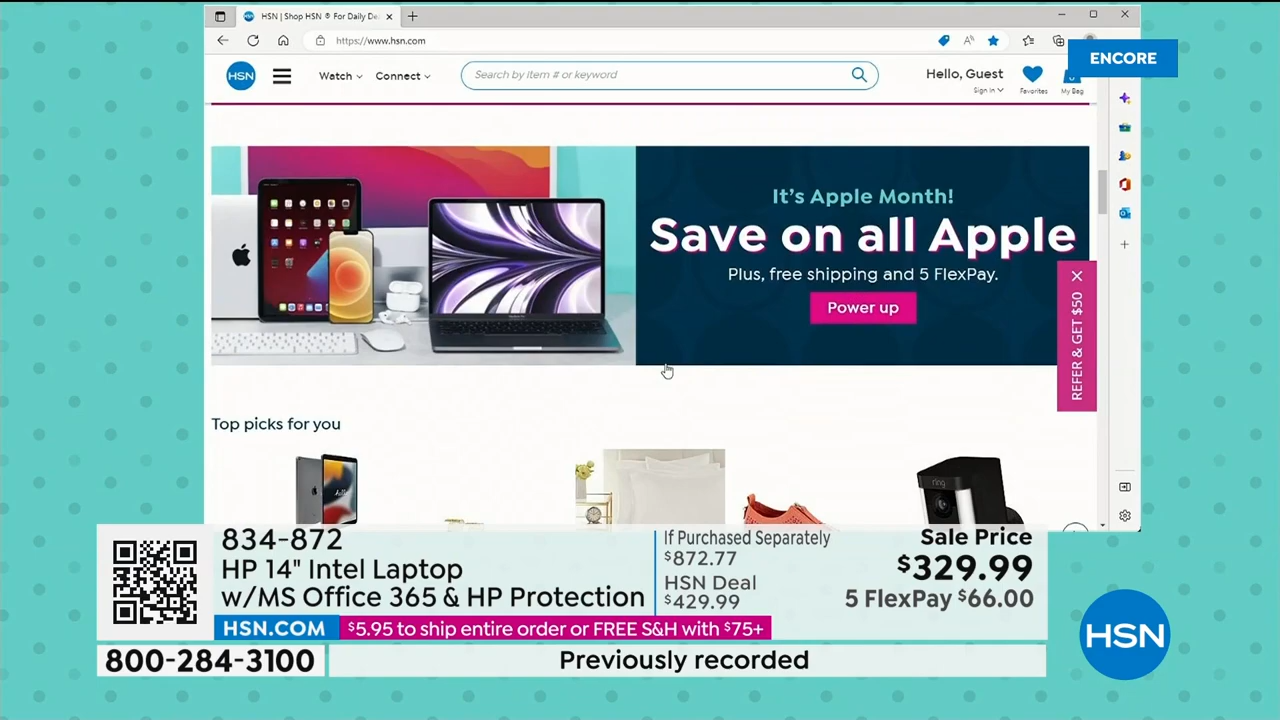 HSN | Shop HSN ® For Daily De
https://www.hsn.com
ENCORE
HSN
Watch
Connect
Search by item # or keyword
Hello, Guest
Sign in
Favorites
My Bag
It's Apple Month!
Save on all Apple
Plus, free shipping and 5 FlexPay.
Power up
REFER & GET $50
Top picks for you
ring
834-872
HP 14" Intel Laptop
w/MS Office 365 & HP Protection
If Purchased Separately
$872.77
HSN Deal
$429.99
Sale Price
$329.99
5 FlexPay $66.00
HSN.COM
$5.95 to ship entire order or FREE S&H with $75+
800-284-3100
Previously recorded
HSN